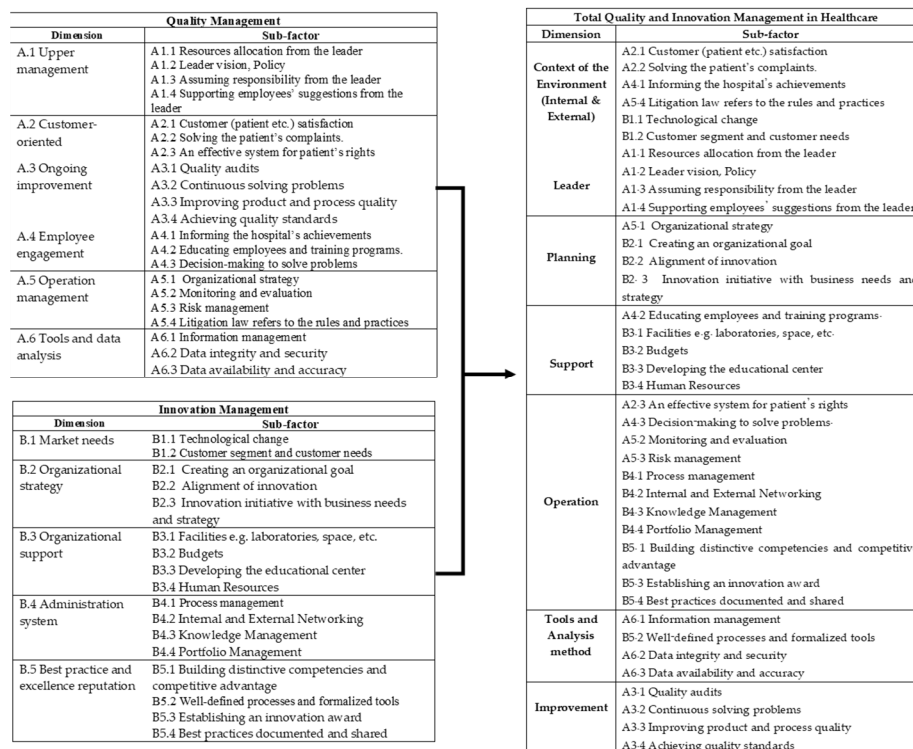 Quality Management
Dimension Sub-factor
A.1 Upper management
A1.1 Resources allocation from the leader
A1.2 Leader vision, Policy
A1.3 Assuming responsibility from the leader
A1.4 Supporting employees' suggestions from the
leader
A.2 Customer-
oriented
A2.1 Customer (patient etc.) satisfaction
A2.2 Solving the patient's complaints.
A2.3 An effective system for patient's rights
A.3 Ongoing
improvement
A3.1 Quality audits
A3.2 Continuous solving problems
A3.3 Improving product and process quality
A3.4 Achieving quality standards
A.4 Employee
engagement
A4.1 Informing the hospital's achievements
A4.2 Educating employees and training programs.
A4.3 Decision-making to solve problems
A.5 Operation
management
A5.1 Organizational strategy
A5.2 Monitoring and evaluation
A5.3 Risk management
A5.4 Litigation law refers to the rules and practices
A.6 Tools and data
analysis
A6.1 Information management
A6.2 Data integrity and security
A6.3 Data availability and accuracy
Innovation Management
Dimension Sub-factor
B.1 Market needs
B1.1 Technological change
B1.2 Customer segment and customer needs
B.2 Organizational
strategy
B2.1 Creating an organizational goal
B2.2 Alignment of innovation
B2.3 Innovation initiative with business needs
and strategy
B.3 Organizational
support
B3.1 Facilities e.g. laboratories, space, etc.
B3.2 Budgets
B3.3 Developing the educational center
B3.4 Human Resources
B.4 Administration
system
B4.1 Process management
B4.2 Internal and External Networking
B4.3 Knowledge Management
B4.4 Portfolio Management
B.5 Best practice and
excellence reputation
B5.1 Building distinctive competencies and
competitive advantage
B5.2 Well-defined processes and formalized tools
B5.3 Establishing an innovation award
B5.4 Best practices documented and shared
Total Quality and Innovation Management in Healthcare
Dimension Sub-factor
Context of the
Environment
(Internal &
External)
A2.1 Customer (patient etc.) satisfaction
A2.2 Solving the patient's complaints.
A4-1 Informing the hospital's achievements
A5-4 Litigation law refers to the rules and practices
B1.1 Technological change
B1.2 Customer segment and customer needs
Leader
A1-1 Resources allocation from the leader
A1-2 Leader vision, Policy
A1-3 Assuming responsibility from the leader
A1-4 Supporting employees' suggestions from the leader
Planning
A5-1 Organizational strategy
B2-1 Creating an organizational goal
B2-2 Alignment of innovation
B2- 3 Innovation initiative with business needs and
strategy
Support
A4-2 Educating employees and training programs-
B3-1 Facilities e-g- laboratories, space, etc-
B3-2 Budgets
B3-3 Developing the educational center
B3-4 Human Resources
Operation
A2-3 An effective system for patient's rights
A4-3 Decision-making to solve problems-
A5-2 Monitoring and evaluation
A5-3 Risk management
B4-1 Process management
B4-2 Internal and External Networking
B4-3 Knowledge Management
B4-4 Portfolio Management
B5- 1 Building distinctive competencies and competitive
advantage
B5-3 Establishing an innovation award
B5-4 Best practices documented and shared
Tools and
Analysis
method
A6-1 Information management
B5-2 Well-defined processes and formalized tools
A6-2 Data integrity and security
A6-3 Data availability and accuracy
Improvement
A3-1 Quality audits
A3-2 Continuous solving problems
A3-3 Improving product and process quality
A3-4 Achieving quality standards